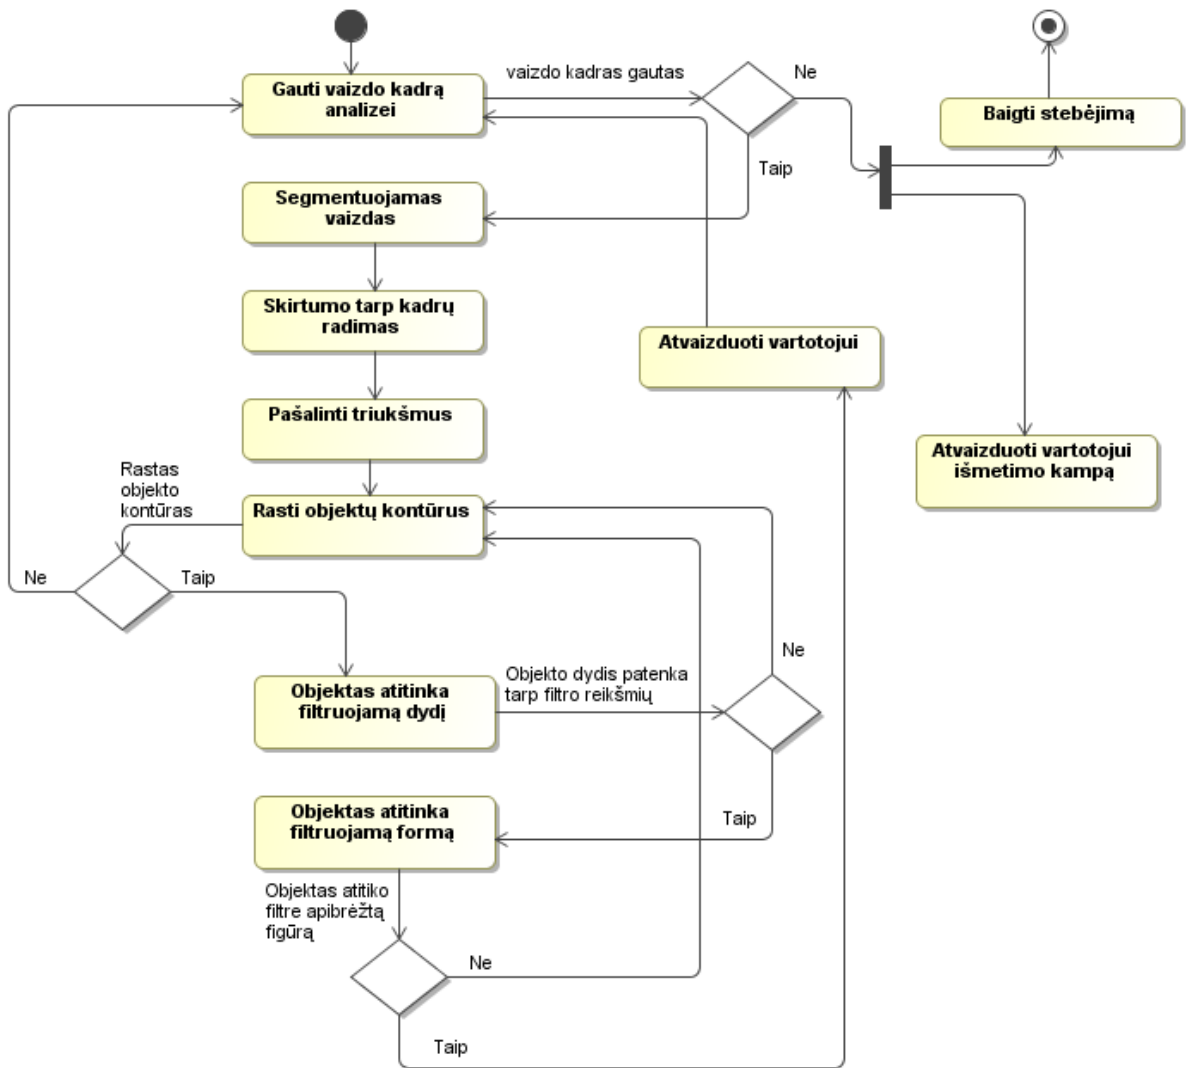 Gauti vaizdo kadrą
analizei
vaizdo kadras gautas
Ne
Baigti stebėjimą
Taip
Segmentuojamas
vaizdas
Skirtumo tarp kadrų
radimas
Atvaizduoti vartotojui
Pašalinti triukšmus
Atvaizduoti vartotojui
išmetimo kampą
Rastas
objekto
kontūras
Rasti objektų kontūrus
Ne
Taip
Ne
Objekto dydis patenka
tarp filtro reikšmių
Objektas atitinka
filtruojamą dydį
Objektas atitinka
filtruojamą formą
Taip
Objektas atitiko
filtre apibrėžtą
figūrą
Ne
Taip